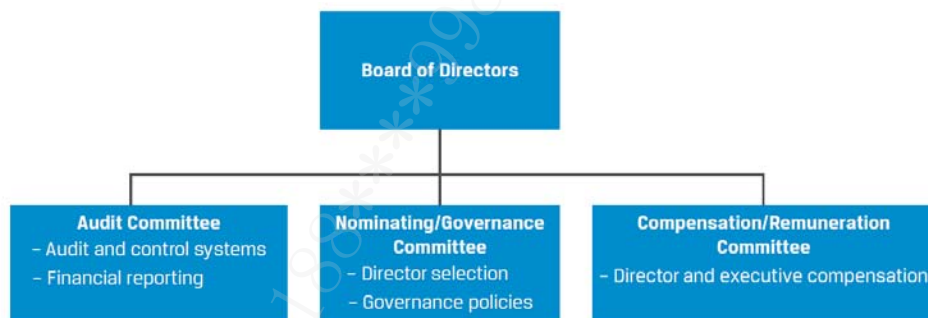 Board of Directors
Audit Committee
– Audit and control systems
– Financial reporting
Nominating/Governance
Committee
– Director selection
– Governance policies
Compensation/Remuneration
Committee
– Director and executive compensation